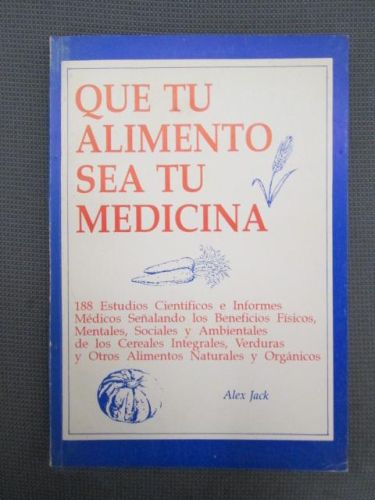 QUE TU
ALIMENTO
SEA TU
MEDICINA
188 Estudios Científicos e Informes
Médicos Señalando los Beneficios Físicos,
Mentales, Sociales y Ambientales
de los Cereales Integrales, Verduras
y Otros Alimentos Naturales y Orgánicos
Alex Jack